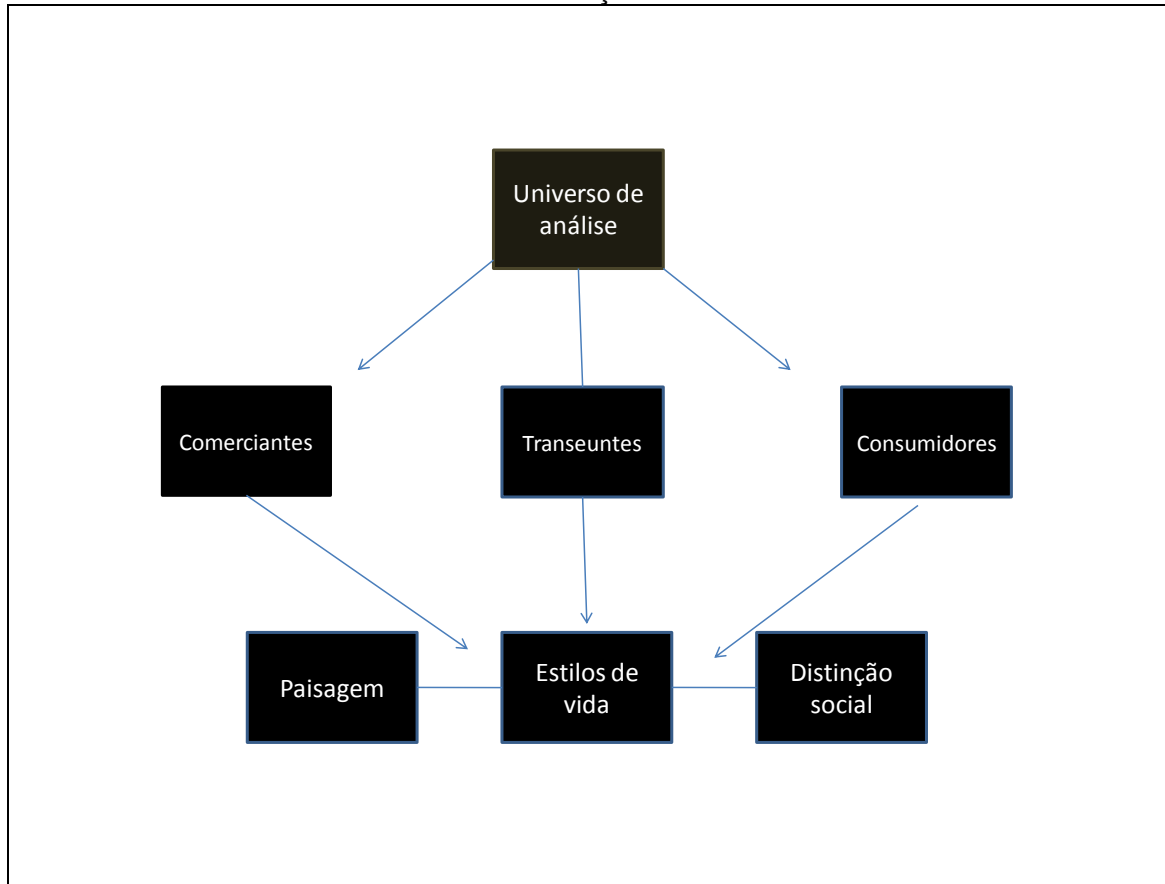 Universo de
análise
Comerciantes
Transeuntes
Consumidores
Paisagem
Estilos de
vida
Distinção
social